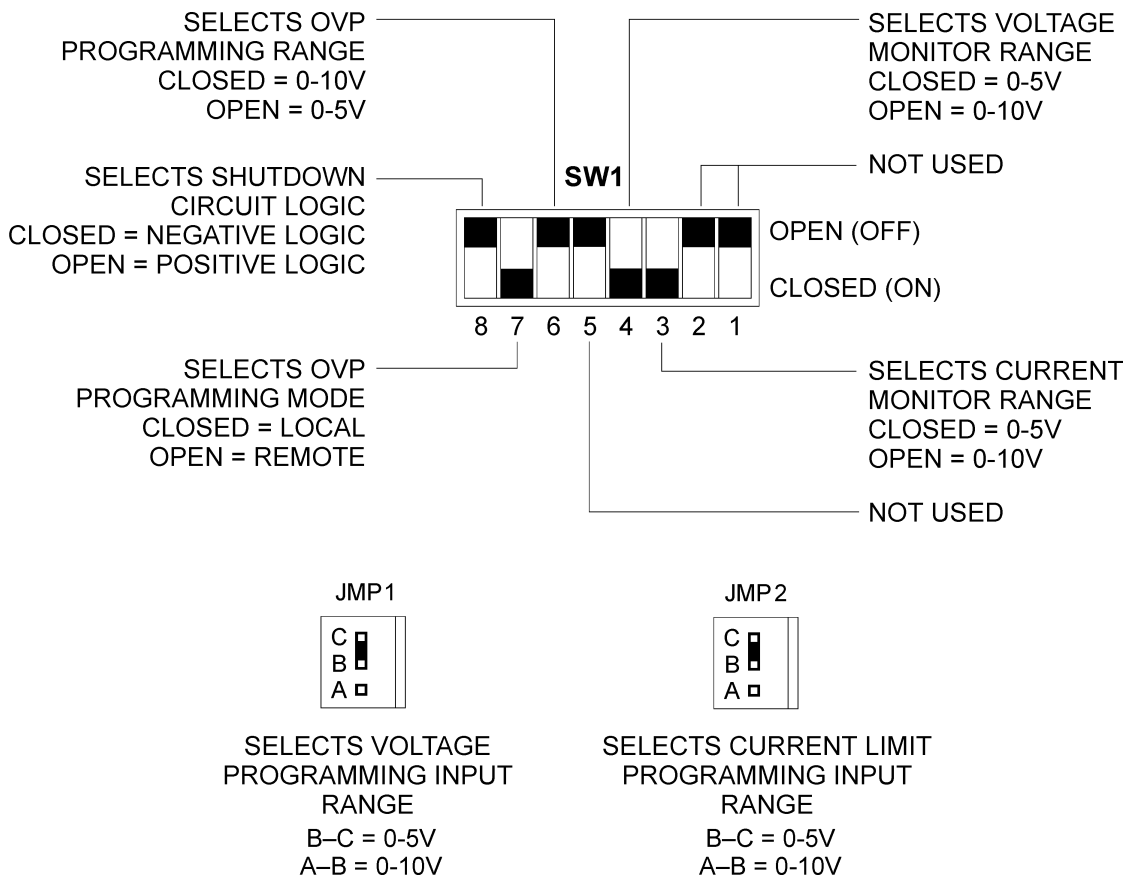 SELECTS OVP
PROGRAMMING RANGE
CLOSED = 0-10V
OPEN = 0-5V
SELECTS VOLTAGE
MONITOR RANGE
CLOSED = 0-5V
OPEN = 0-10V
NOT USED
SELECTS SHUTDOWN
CIRCUIT LOGIC
CLOSED = NEGATIVE LOGIC
OPEN = POSITIVE LOGIC
SW1
OPEN (OFF)
CLOSED (ON)
8 7 6 5 4 3 2 1
SELECTS OVP
PROGRAMMING MODE
CLOSED = LOCAL
OPEN = REMOTE
SELECTS CURRENT
MONITOR RANGE
CLOSED = 0-5V
OPEN = 0-10V
NOT USED
JMP1
C
B
A
SELECTS VOLTAGE
PROGRAMMING INPUT
RANGE
B–C = 0-5V
A–B = 0-10V
JMP2
C
B
A
SELECTS CURRENT LIMIT
PROGRAMMING INPUT
RANGE
B–C = 0-5V
A–B = 0-10V